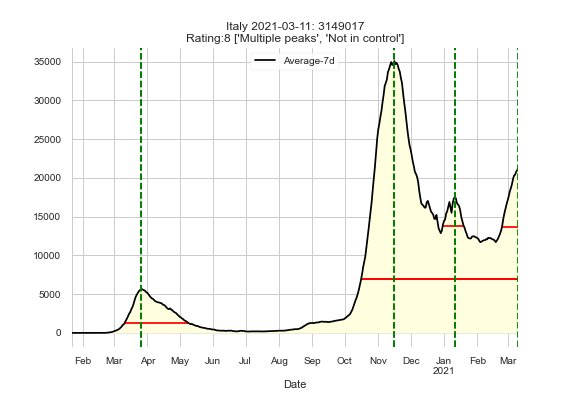 Italy 2021-03-11: 3149017
Rating:8 ['Multiple peaks', 'Not in control']
Average-7d
35000
30000
25000
20000
15000
10000
5000
0
Feb Mar Apr May Jun Jul Aug Sep Oct Nov Dec Jan Feb Mar
2021
Date